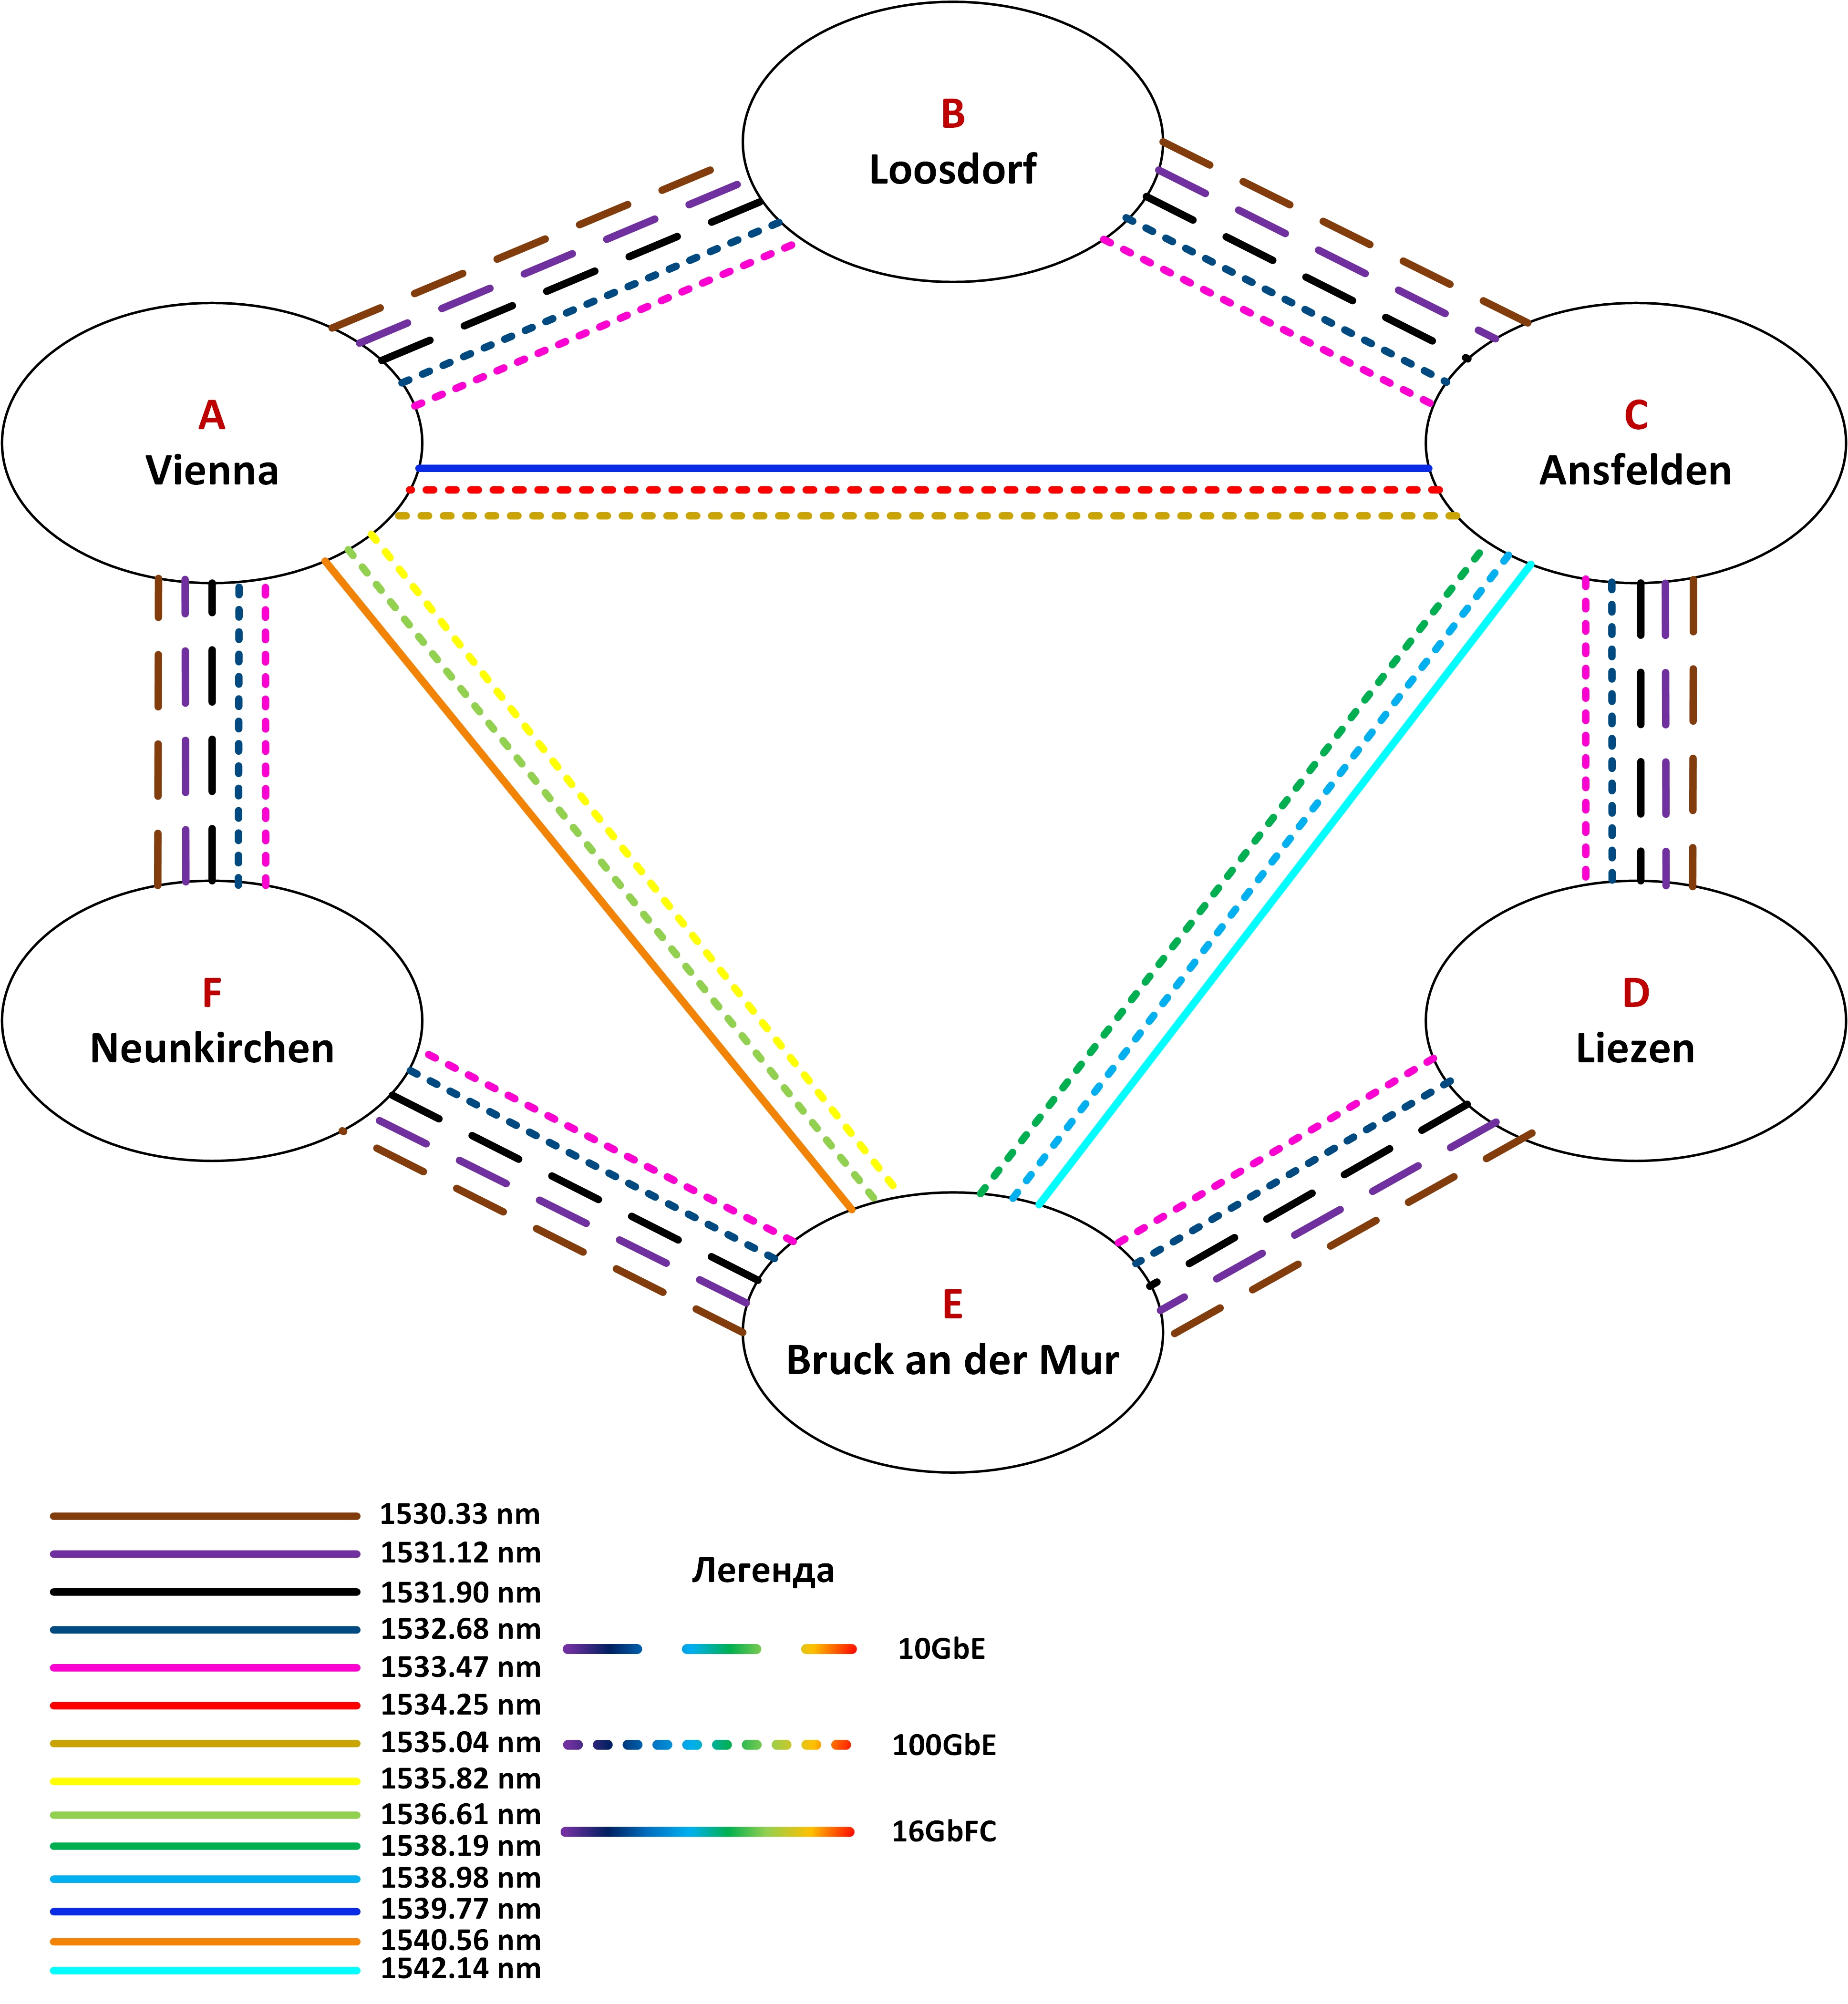 B
Loosdorf
A
Vienna
C
Ansfelden
F
Neunkirchen
D
Liezen
E
Bruck an der Mur
1530.33 nm
1531.12 nm
1531.90 nm
1532.68 nm
1533.47 nm
1534.25 nm
1535.04 nm
1535.82 nm
1536.61 nm
1538.19 nm
1538.98 nm
1539.77 nm
1540.56 nm
1542.14 nm
Легенда
10GbE
100GbE
16GbFC